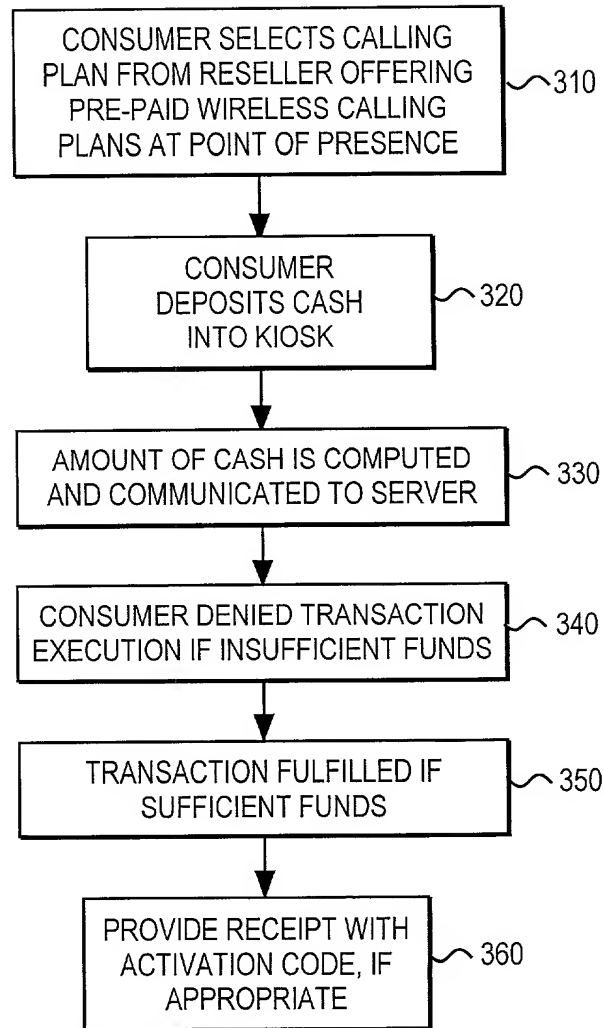 CONSUMER SELECTS CALLING
PLAN FROM RESELLER OFFERING
PRE-PAID WIRELESS CALLING
PLANS AT POINT OF PRESENCE
310
CONSUMER
DEPOSITS CASH
INTO KIOSK
320
AMOUNT OF CASH IS COMPUTED
AND COMMUNICATED TO SERVER
330
CONSUMER DENIED TRANSACTION
EXECUTION IF INSUFFICIENT FUNDS
340
TRANSACTION FULFILLED IF
SUFFICIENT FUNDS
350
PROVIDE RECEIPT WITH
ACTIVATION CODE, IF
APPROPRIATE
360